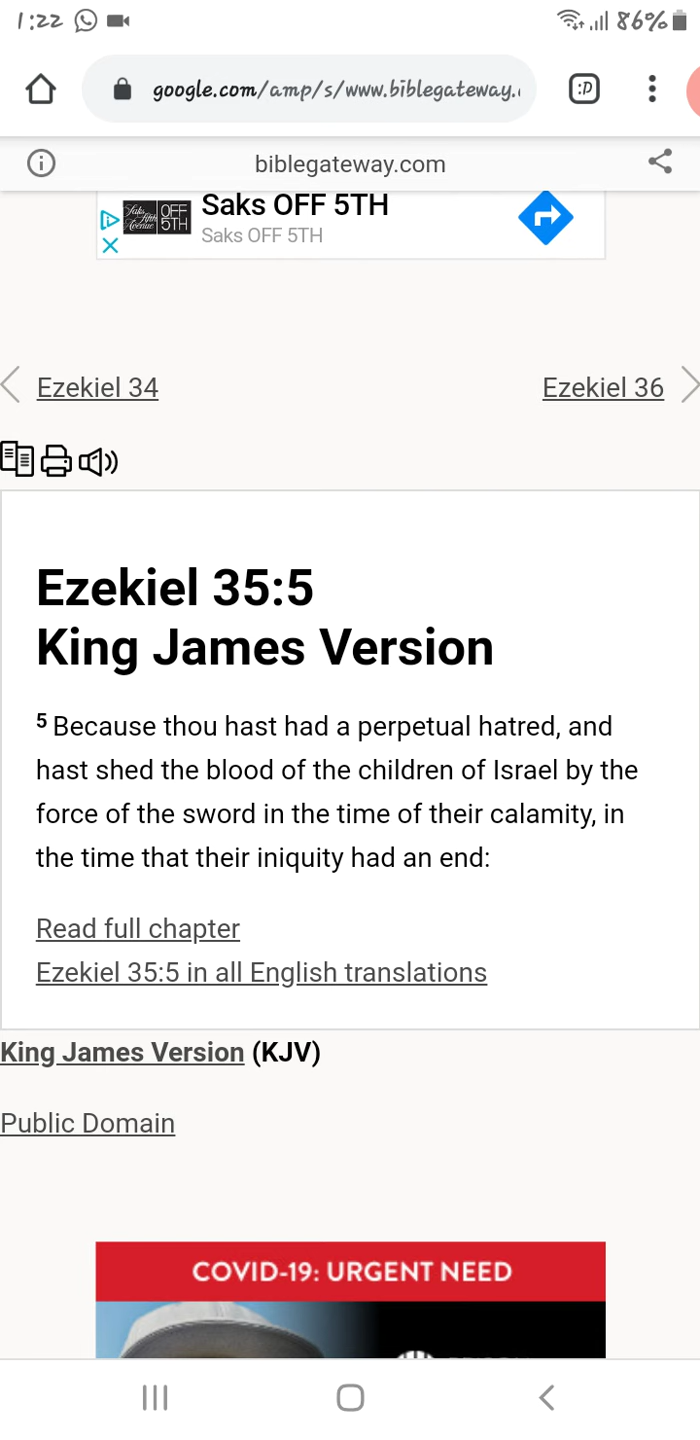 1:22 86%
google.com/amp/s/www.biblegateway.
:D
biblegateway.com
Saks Fifth Avenue OFF 5TH
Saks OFF 5TH
Saks OFF 5TH
Ezekiel 34 Ezekiel 36
Ezekiel 35:5
King James Version
5 Because thou hast had a perpetual hatred, and
hast shed the blood of the children of Israel by the
force of the sword in the time of their calamity, in
the time that their iniquity had an end:
Read full chapter
Ezekiel 35:5 in all English translations
King James Version (KJV)
Public Domain
COVID-19: URGENT NEED